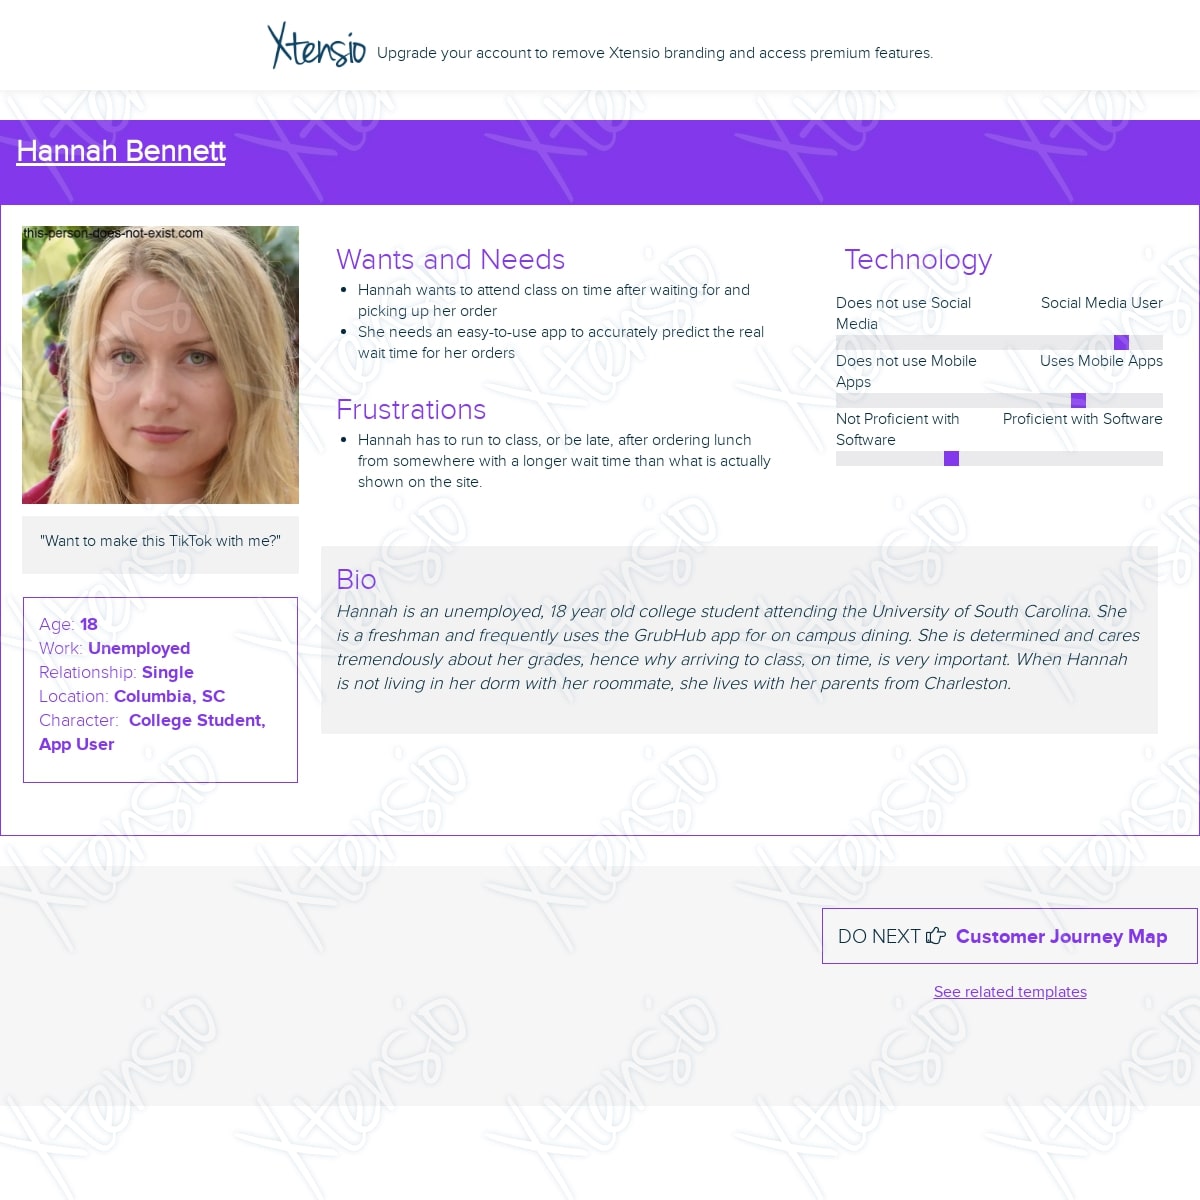 Xtensio Upgrade your account to remove Xtensio branding and access premium features.
Hannah Bennett
this-person-does-not-exist.com
"Want to make this TikTok with me?"
Age: 18
Work: Unemployed
Relationship: Single
Location: Columbia, SC
Character: College Student,
App User
Wants and Needs
• Hannah wants to attend class on time after waiting for and
picking up her order
• She needs an easy-to-use app to accurately predict the real
wait time for her orders
Frustrations
• Hannah has to run to class, or be late, after ordering lunch
from somewhere with a longer wait time than what is actually
shown on the site.
Technology
Does not use Social
Media
Social Media User
Does not use Mobile
Apps
Uses Mobile Apps
Not Proficient with
Software
Proficient with Software
Bio
Hannah is an unemployed, 18 year old college student attending the University of South Carolina. She
is a freshman and frequently uses the GrubHub app for on campus dining. She is determined and cares
tremendously about her grades, hence why arriving to class, on time, is very important. When Hannah
is not living in her dorm with her roommate, she lives with her parents from Charleston.
DO NEXT Customer Journey Map
See related templates